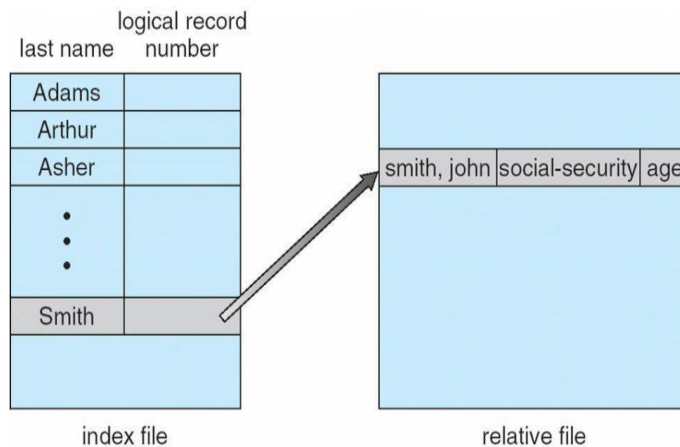 last name logical record number
Adams
Arthur
Asher
Smith
index file
smith, john social-security age
relative file